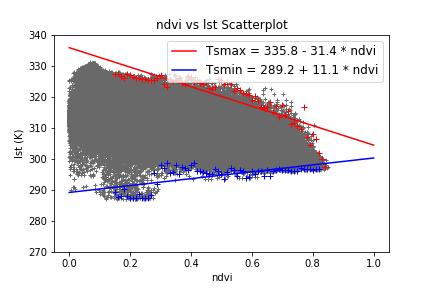 ndvi vs lst Scatterplot
340
330
320
310
300
290
280
270
lst (K)
Tsmax = 335.8 - 31.4 * ndvi
Tsmin = 289.2 + 11.1 * ndvi
0.0 0.2 0.4 0.6 0.8 1.0
ndvi